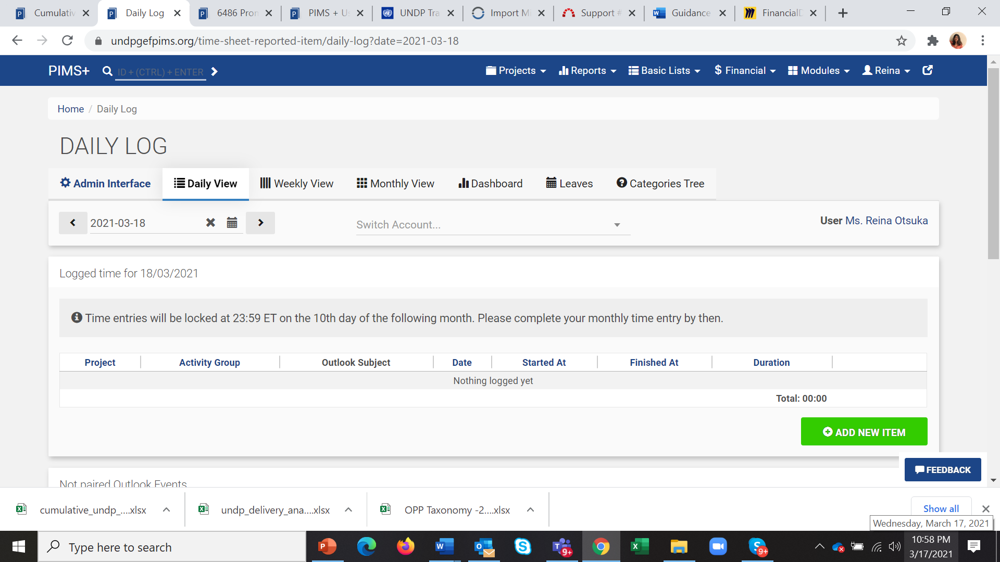 Cumulativ
Daily Log
6486 Pron
PIMS + Us
UNDP Tra
Import Mi
Support #
Guidance
FinancialD
undpgefpims.org/time-sheet-reported-item/daily-log?date=2021-03-18
PIMS+ ID + (CTRL) + ENTER Projects Reports Basic Lists $ Financial Modules Reina
Home / Daily Log
DAILY LOG
Admin Interface Daily View Weekly View Monthly View Dashboard Leaves Categories Tree
2021-03-18 Switch Account... User Ms. Reina Otsuka
Logged time for 18/03/2021
Time entries will be locked at 23:59 ET on the 10th day of the following month. Please complete your monthly time entry by then.
Project Activity Group Outlook Subject Date Started At Finished At Duration
Nothing logged yet
Total: 00:00
ADD NEW ITEM
FEEDBACK
Not paired Outlook Events
cumulative_undp_....xlsx undp_delivery_ana....xlsx OPP Taxonomy -2....xlsx Show all
Wednesday, March 17, 2021
Type here to search
9+
9+
10:58 PM
3/17/2021